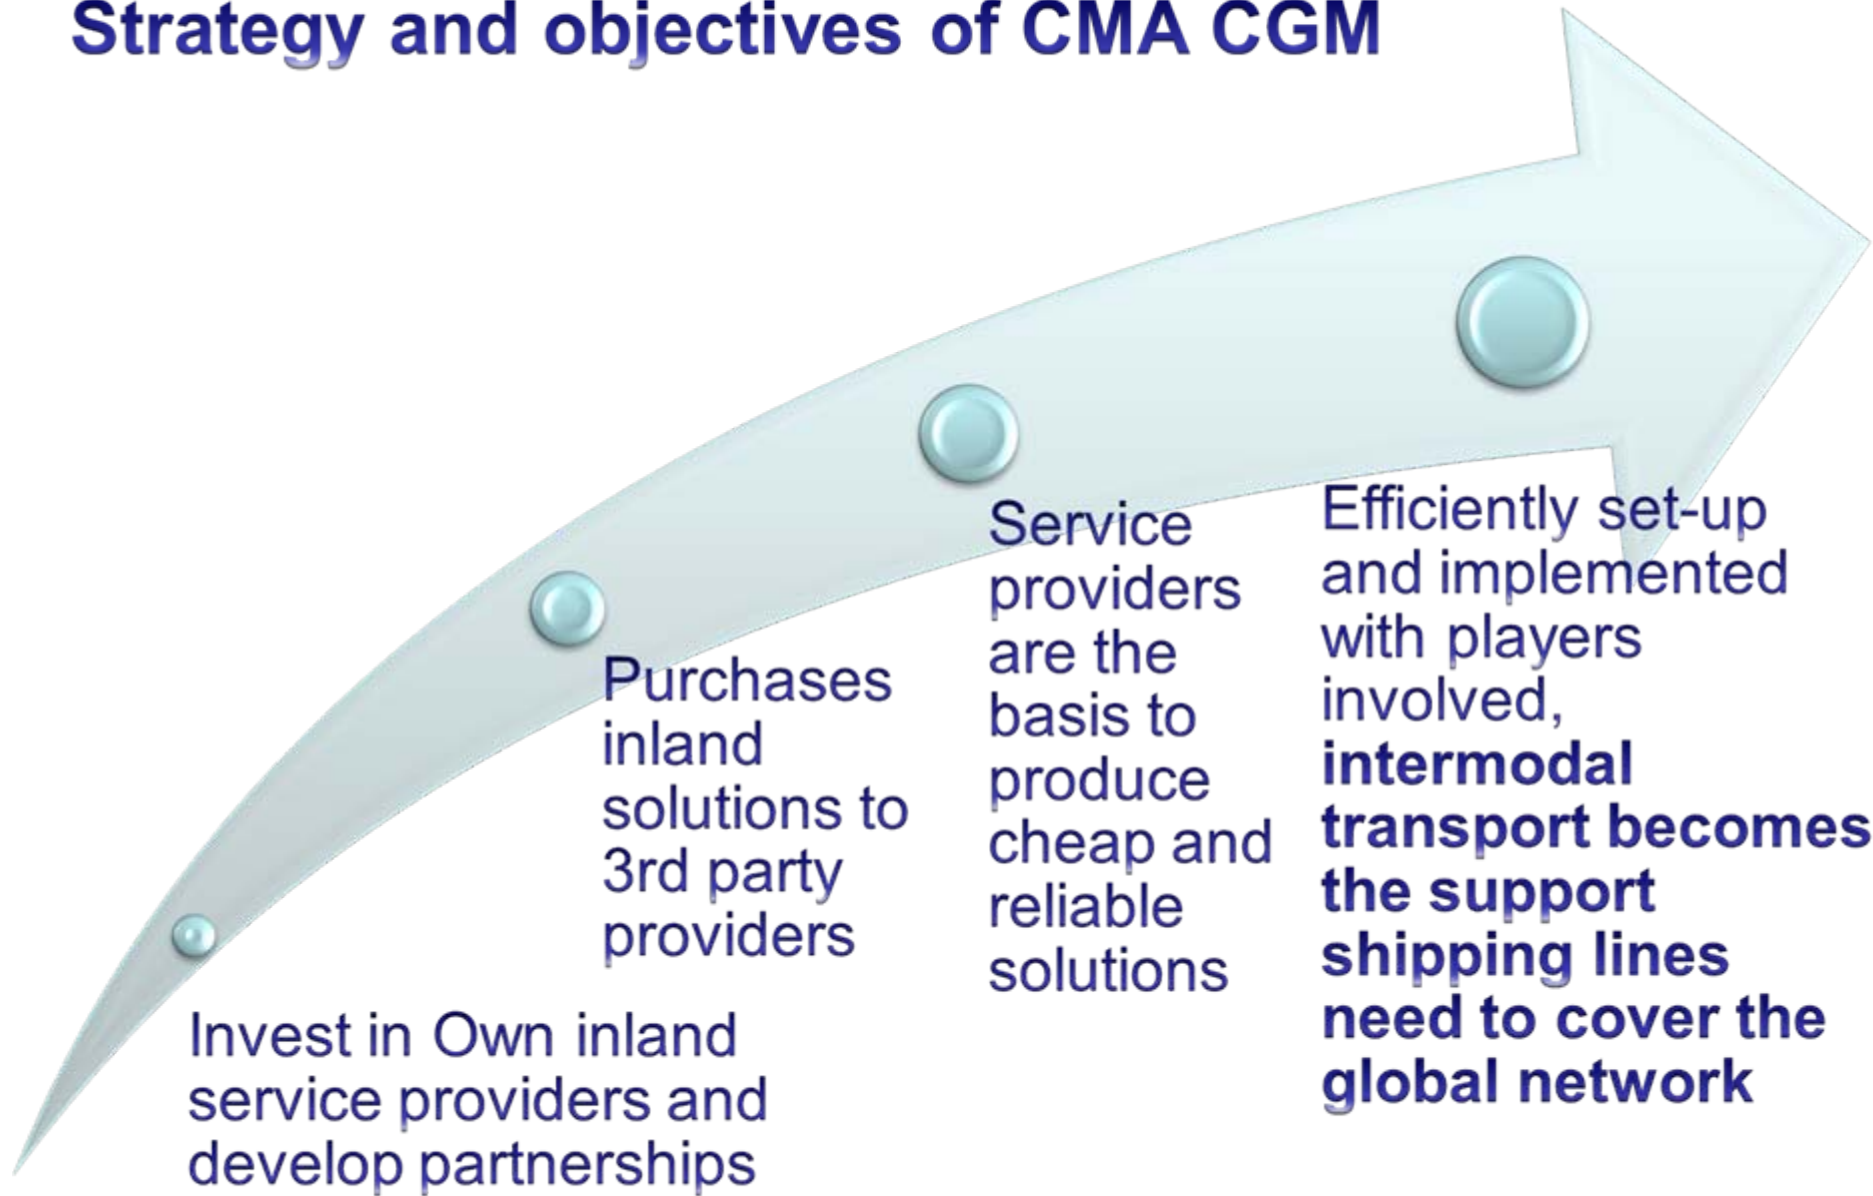 Strategy and objectives of CMA CGM
Invest in Own inland
service providers and
develop partnerships
Purchases
inland
solutions to
3rd party
providers
Service
providers
are the
basis to
produce
cheap and
reliable
solutions
Efficiently set-up
and implemented
with players
involved,
intermodal
transport becomes
the support
shipping lines
need to cover the
global network